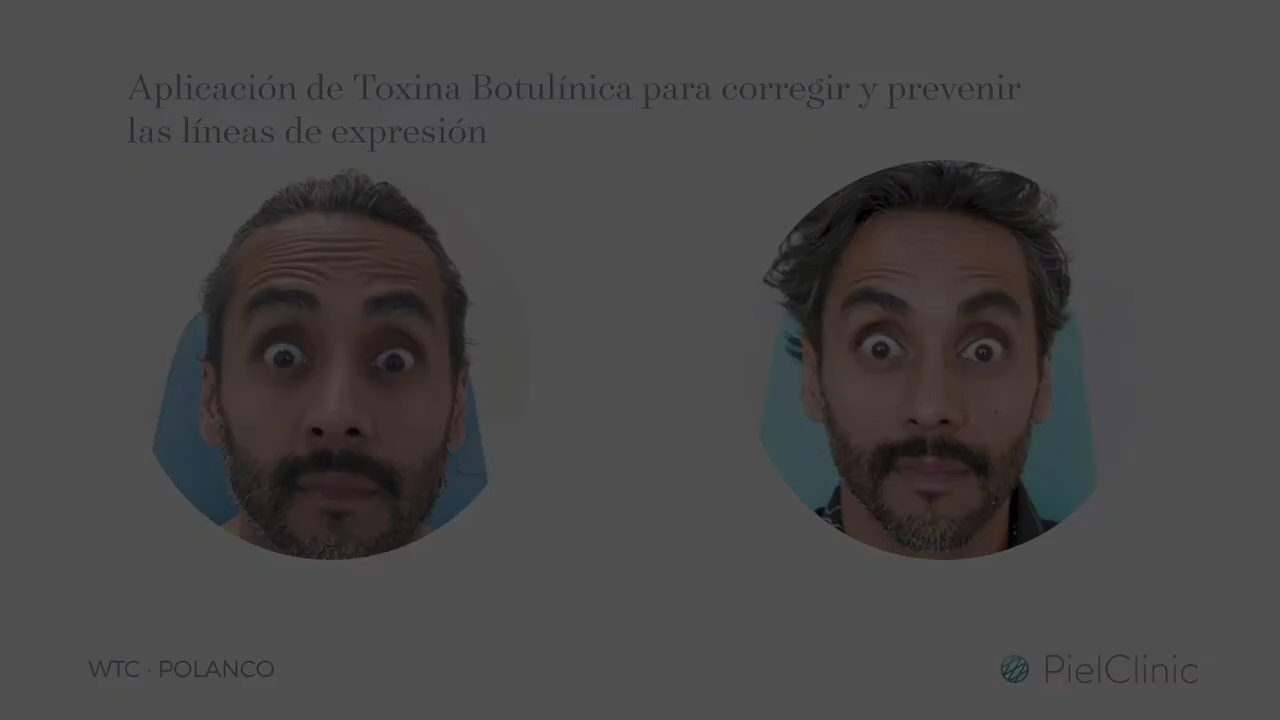 Aplicación de Toxina Botulínica para corregir y prevenir
las líneas de expresión
WTC · POLANCO
PielClinic